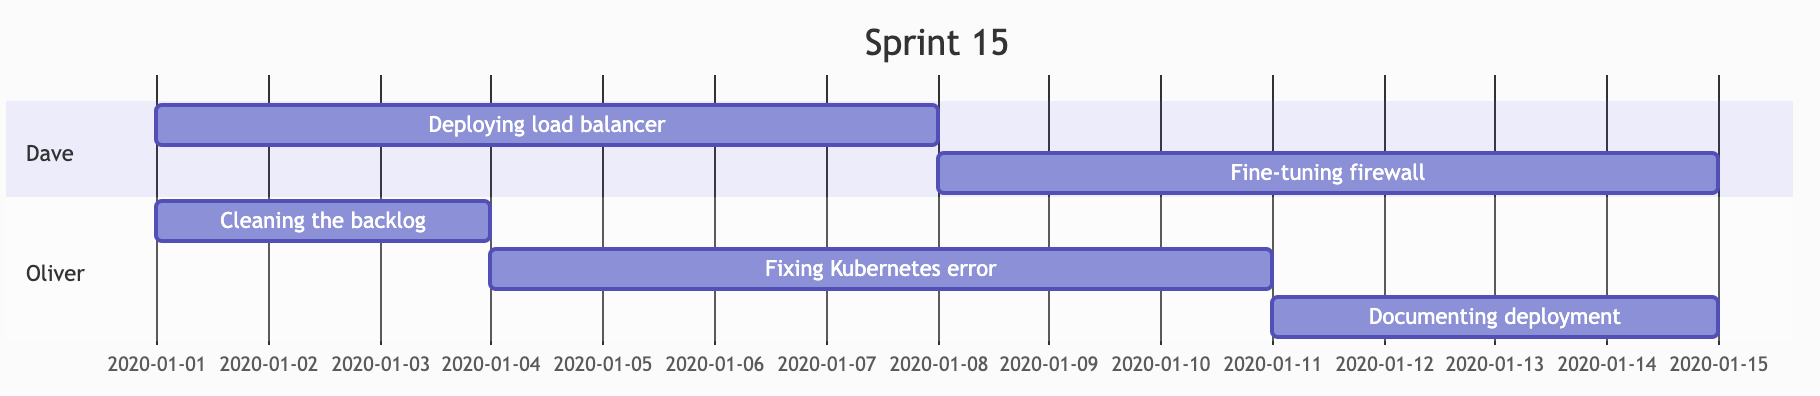 Sprint 15
Dave
Deploying load balancer
Fine-tuning firewall
Oliver
Cleaning the backlog
Fixing Kubernetes error
Documenting deployment
2020-01-01 2020-01-02 2020-01-03 2020-01-04 2020-01-05 2020-01-06 2020-01-07 2020-01-08 2020-01-09 2020-01-10 2020-01-11 2020-01-12 2020-01-13 2020-01-14 2020-01-15